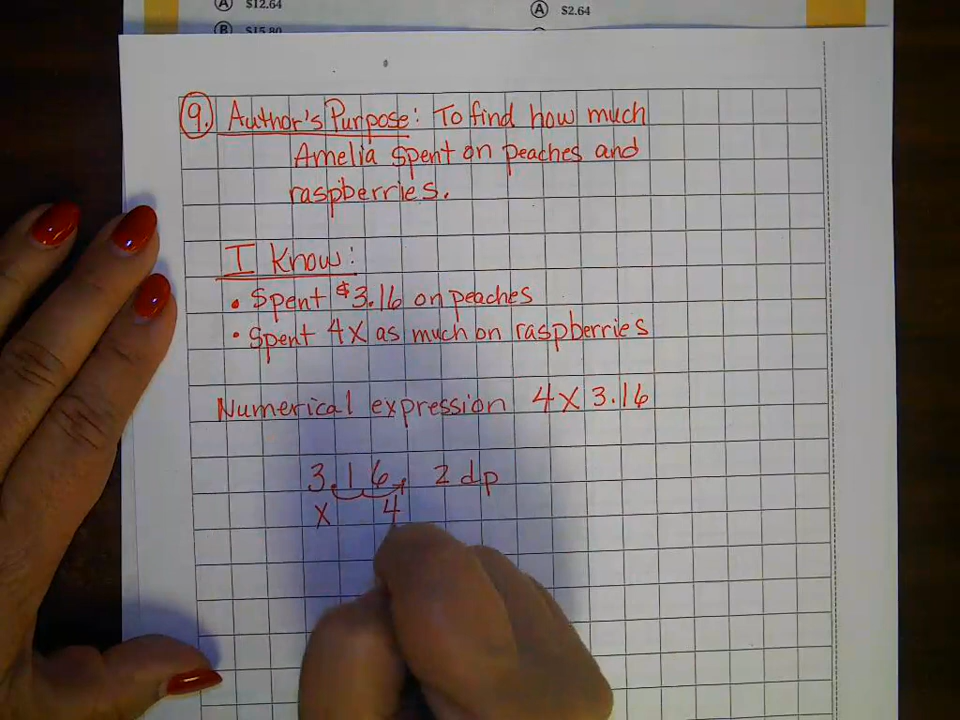 Ⓐ $12.64
Ⓐ $2.64
Ⓑ $15.80
9. Author's Purpose: To find how much
Amelia spent on peaches and
raspberries.
I Know:
• Spent $3.16 on peaches
• Spent 4x as much on raspberries
Numerical expression 4 x 3.16
3.16 2 dp
x 4